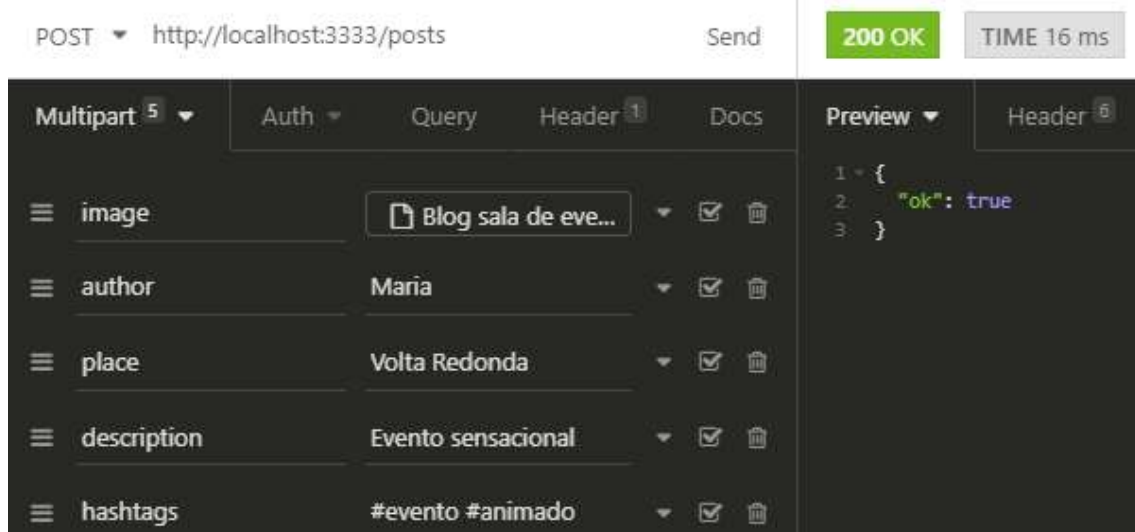 POST http://localhost:3333/posts Send 200 OK TIME 16 ms
Multipart 5 Auth Query Header 1 Docs Preview Header 6
1 {
2 "ok": true
3 }
image Blog sala de eve...
author Maria
place Volta Redonda
description Evento sensacional
hashtags #evento #animado